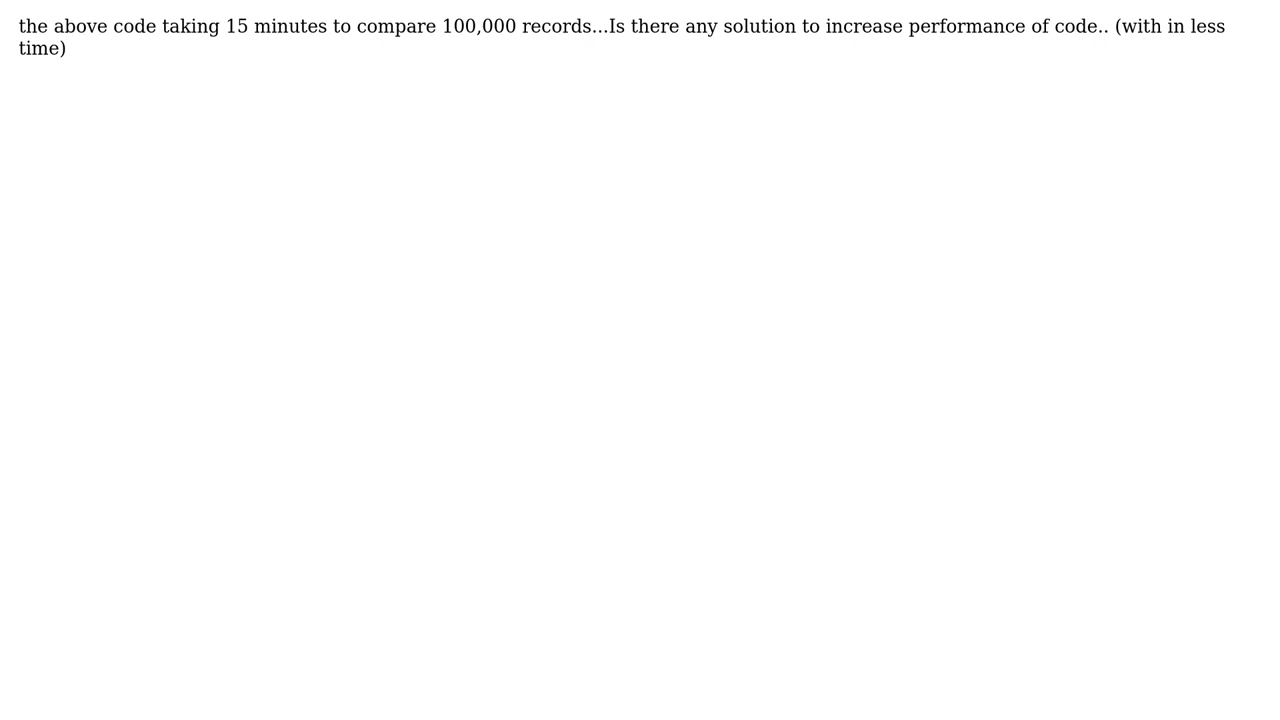 the above code taking 15 minutes to compare 100,000 records...Is there any solution to increase performance of code.. (with in less
time)